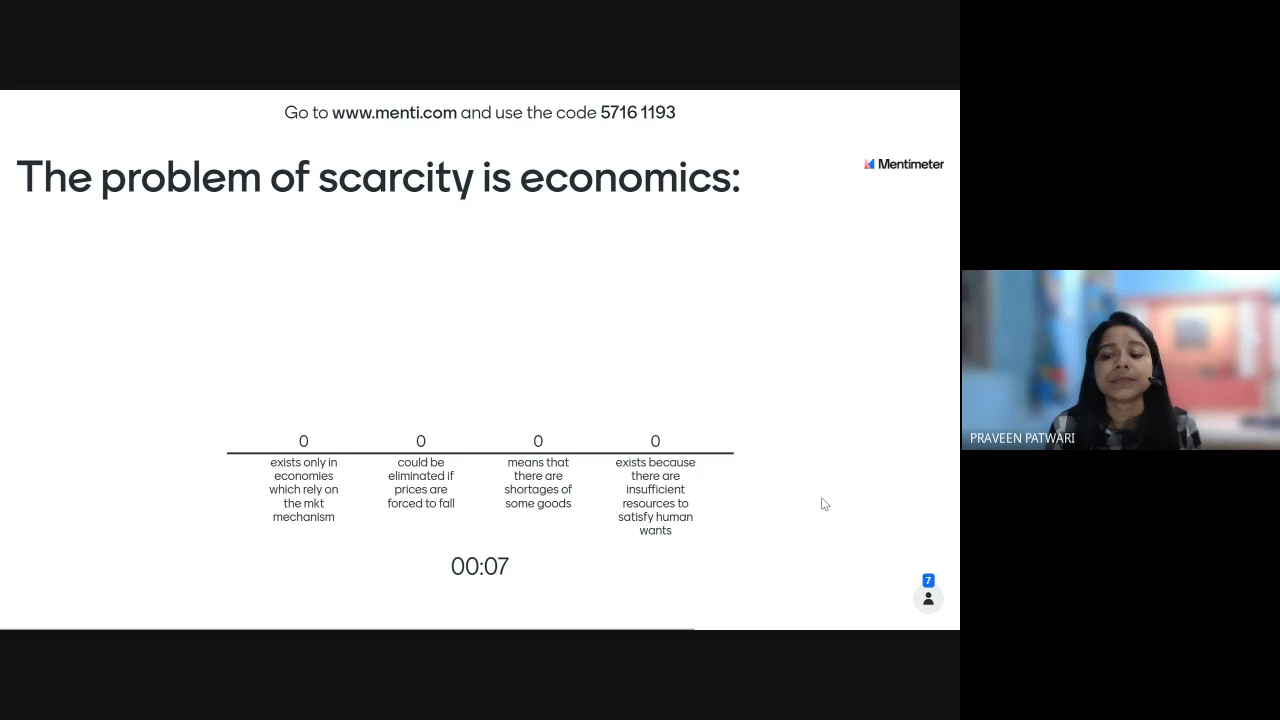 Go to www.menti.com and use the code 5716 1193
The problem of scarcity is economics:
Mentimeter
0
0
0
0
exists only in
economies
which rely on
the mkt
mechanism
could be
eliminated if
prices are
forced to fall
means that
there are
shortages of
some goods
exists because
there are
insufficient
resources to
satisfy human
wants
00:07
7
PRAVEEN PATWARI